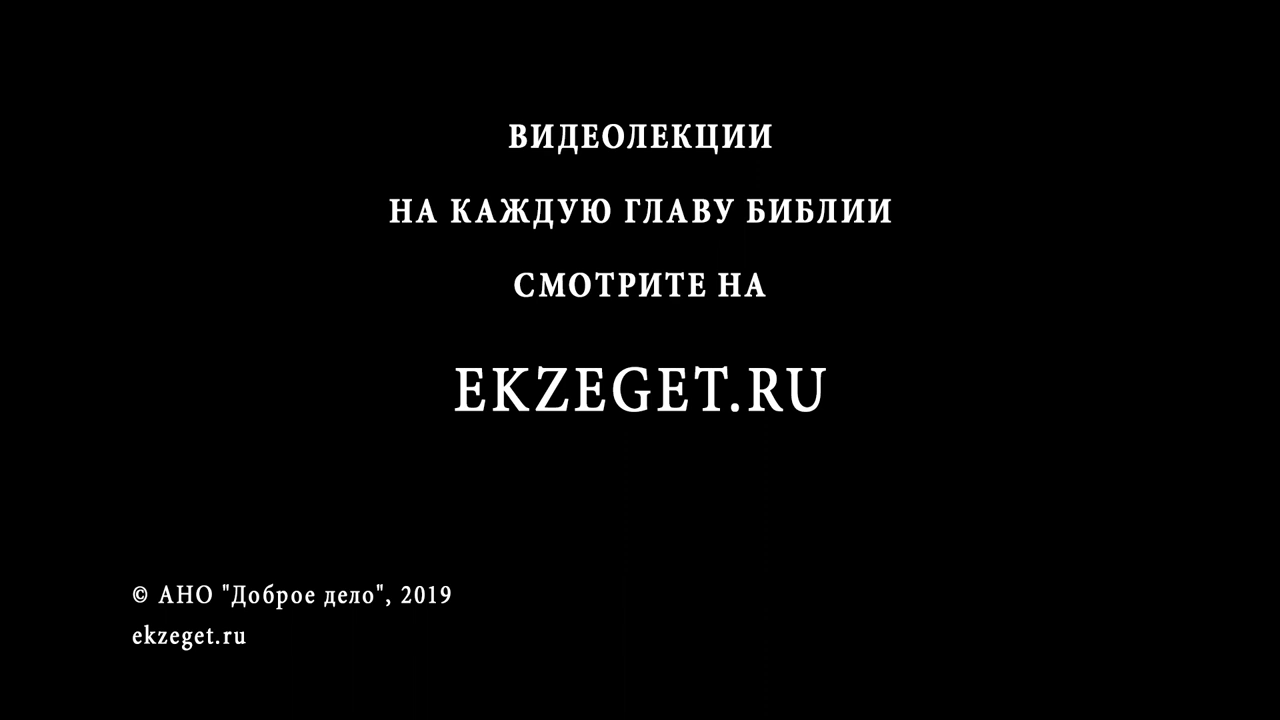 ВИДЕОЛЕКЦИИ
НА КАЖДУЮ ГЛАВУ БИБЛИИ
СМОТРИТЕ НА
EKZEGET.RU
© АНО "Доброе дело", 2019
ekzeget.ru